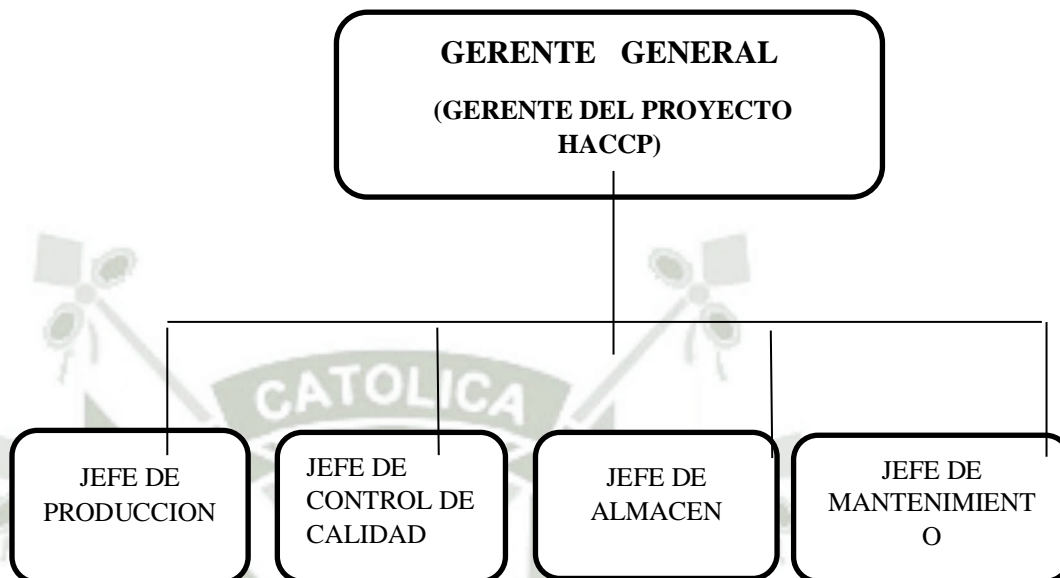 GERENTE GENERAL
(GERENTE DEL PROYECTO
HACCP)
CATOLICA
JEFE DE
PRODUCCION
JEFE DE
CONTROL DE
CALIDAD
JEFE DE
ALMACEN
JEFE DE
MANTENIMIENT
O